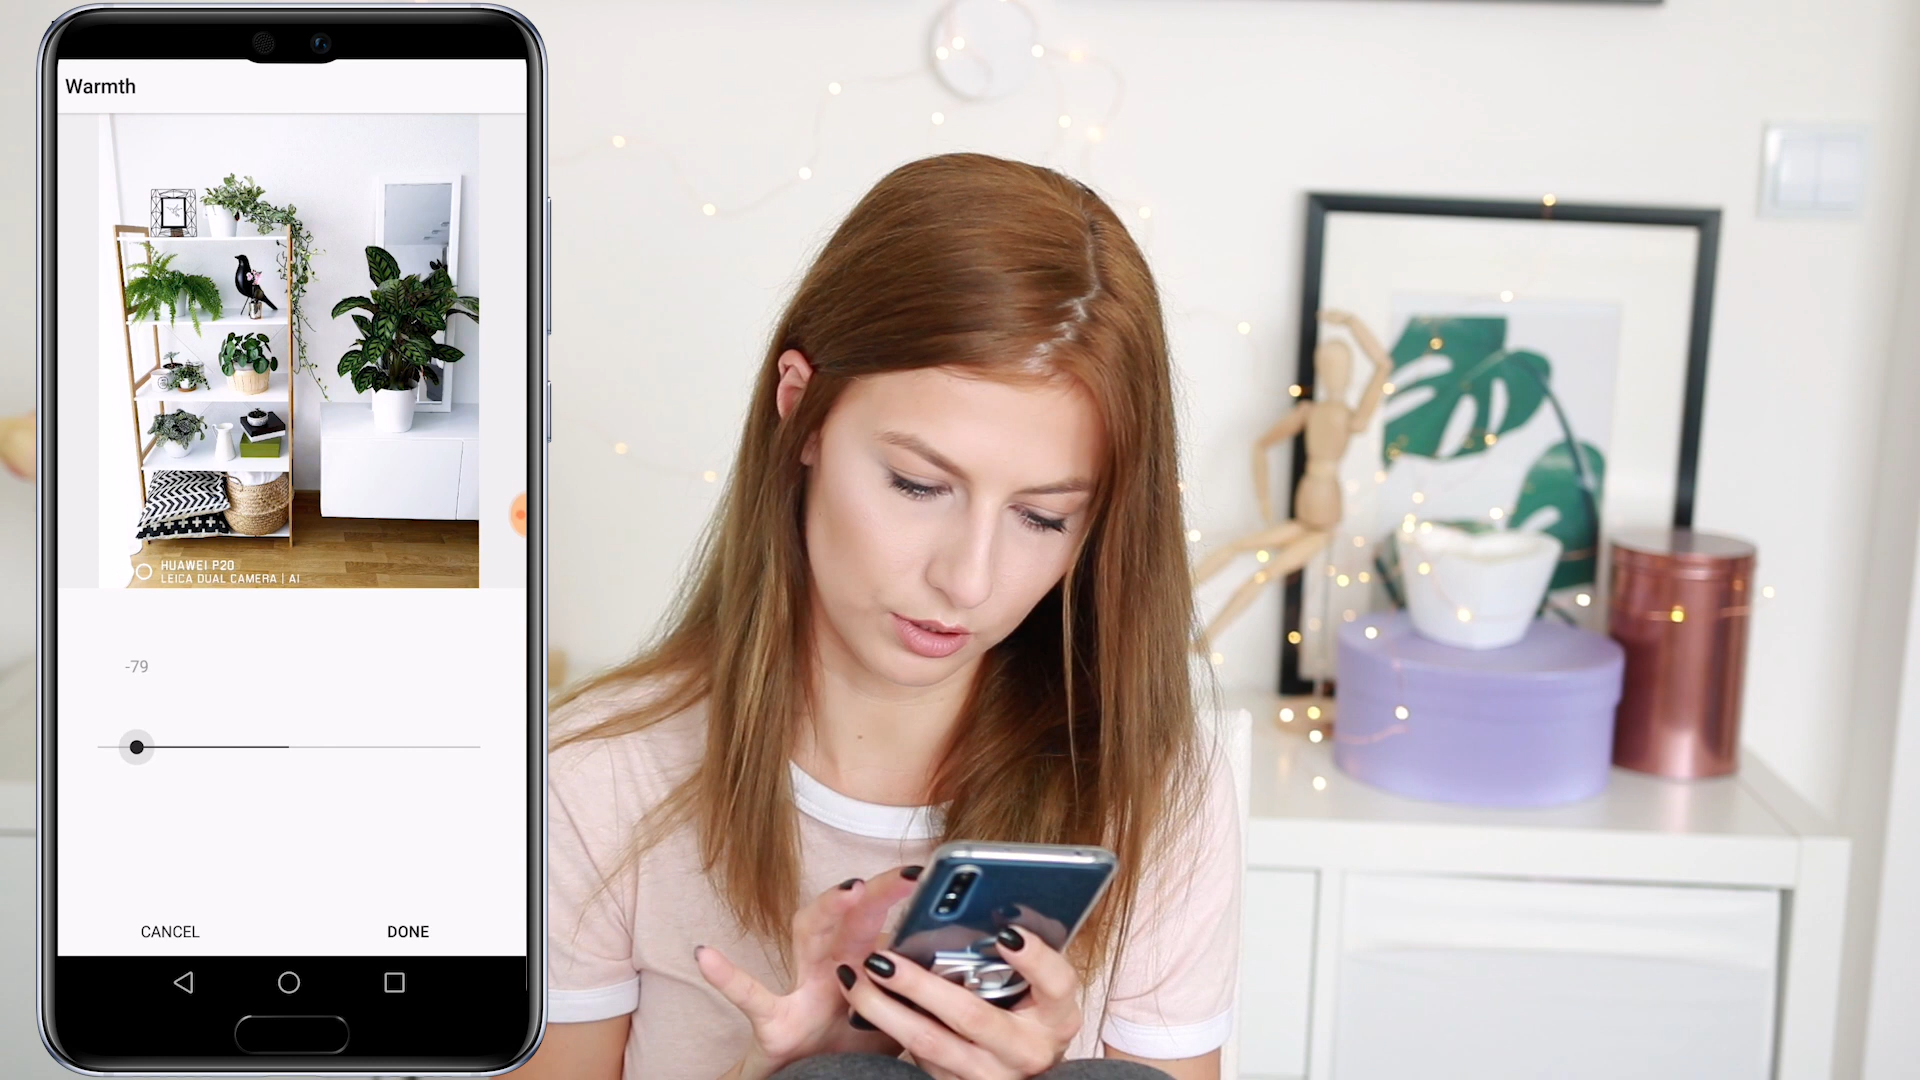 Warmth
HUAWEI P20
LEICA DUAL CAMERA | AI
-79
CANCEL
DONE